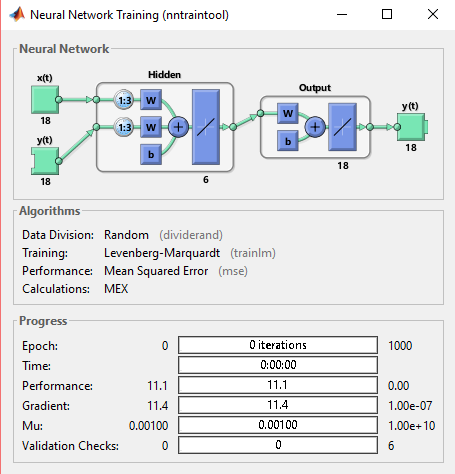 Neural Network Training (nntraintool)
Neural Network
Hidden
x(t)
1:3 W
18
y(t)
1:3 W +
b
18
6
Output
W
b +
18
y(t)
18
Algorithms
Data Division: Random (dividerand)
Training: Levenberg-Marquardt (trainlm)
Performance: Mean Squared Error (mse)
Calculations: MEX
Progress
Epoch: 0 0 iterations 1000
Time: 0:00:00
Performance: 11.1 11.1 0.00
Gradient: 11.4 11.4 1.00e-07
Mu: 0.00100 0.00100 1.00e+10
Validation Checks: 0 0 6